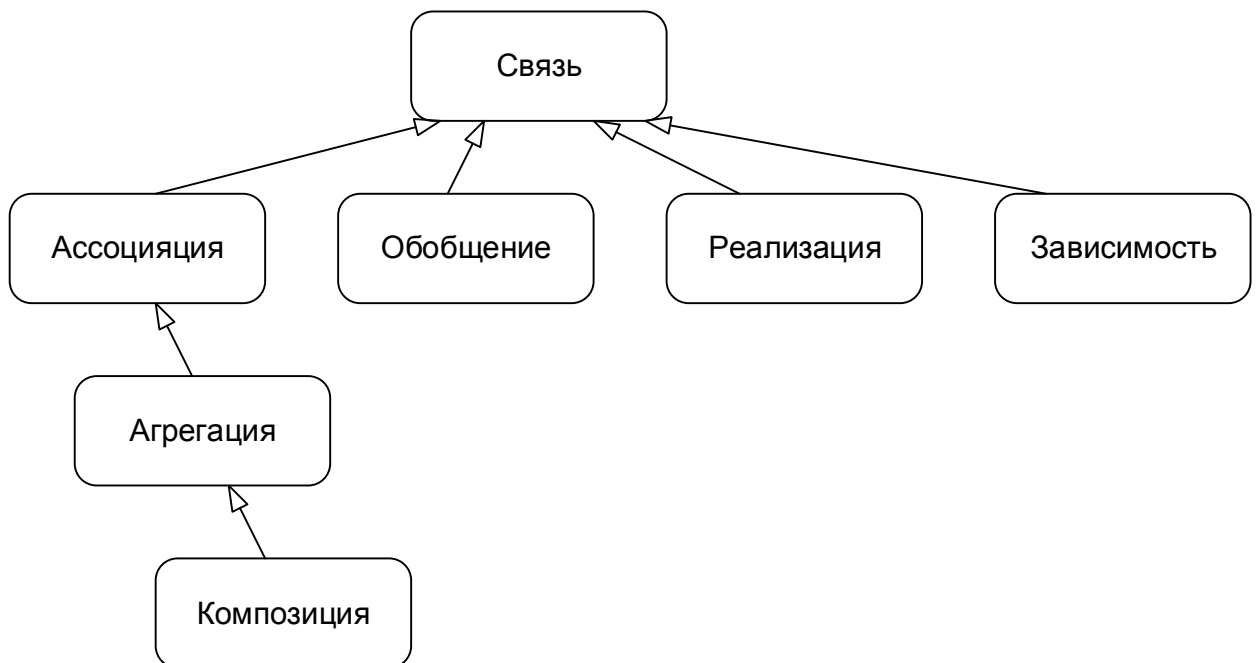 Связь
Ассоцияция
Обобщение
Реализация
Зависимость
Агрегация
Композиция